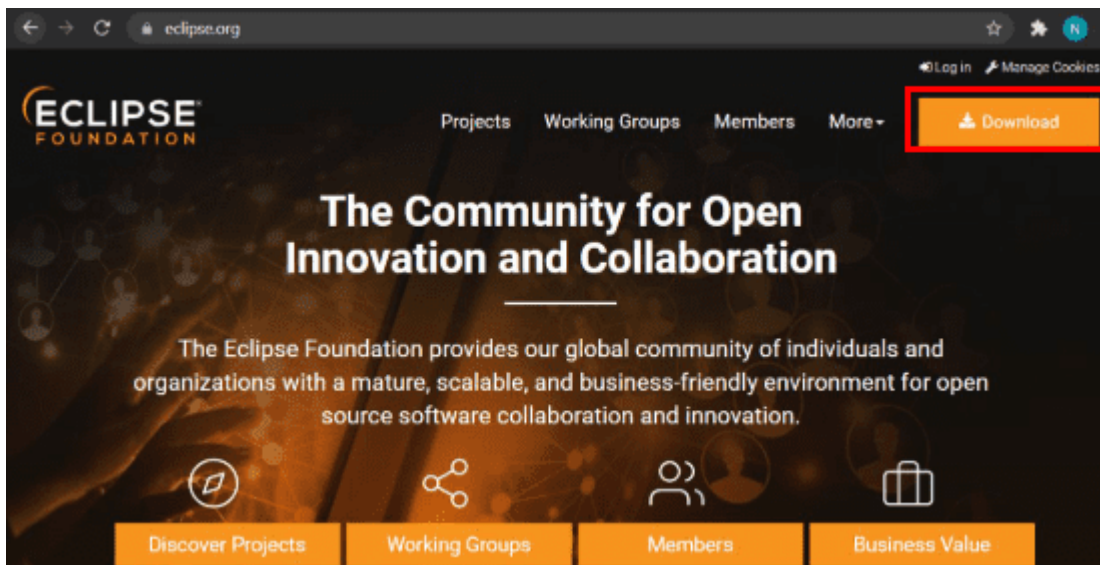 eclipse.org
N
Log in Manage Cookies
ECLIPSE
FOUNDATION
Projects Working Groups Members More
Download
The Community for Open
Innovation and Collaboration
The Eclipse Foundation provides our global community of individuals and
organizations with a mature, scalable, and business-friendly environment for open
source software collaboration and innovation.
Discover Projects Working Groups Members Business Value